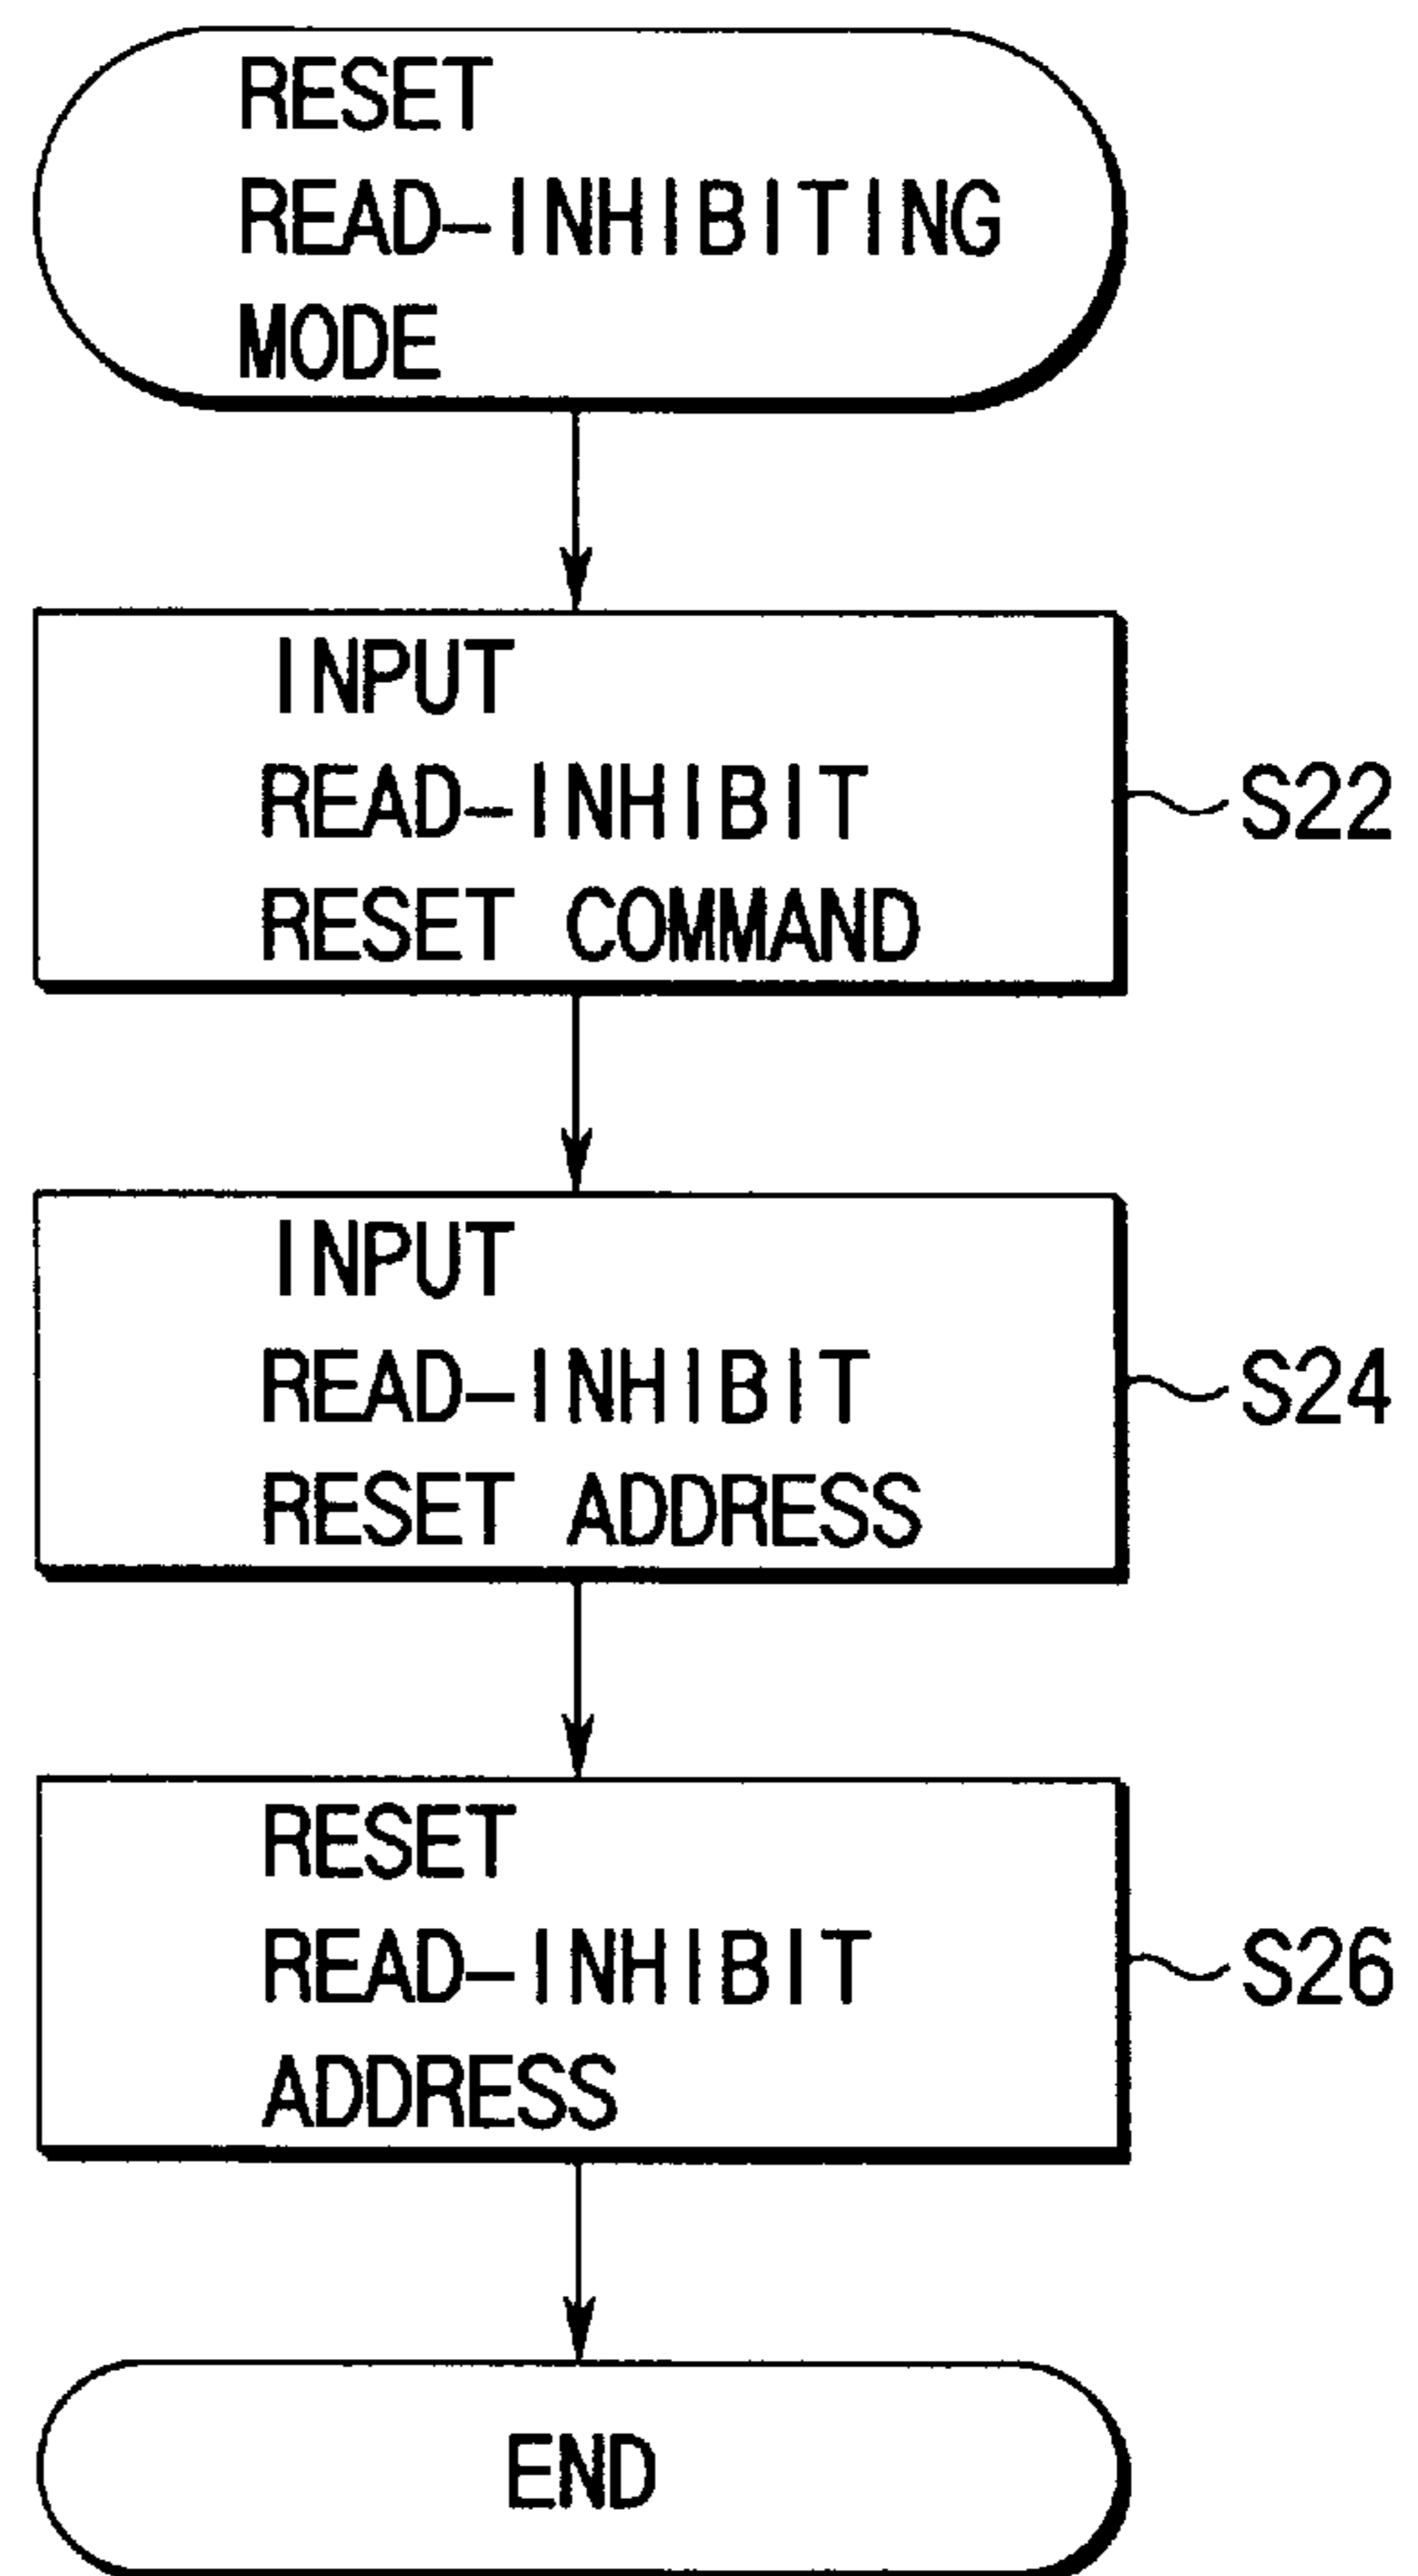 RESET
READ-INHIBITING
MODE
INPUT
READ-INHIBIT
RESET COMMAND
S22
INPUT
READ-INHIBIT
RESET ADDRESS
S24
RESET
READ-INHIBIT
ADDRESS
S26
END